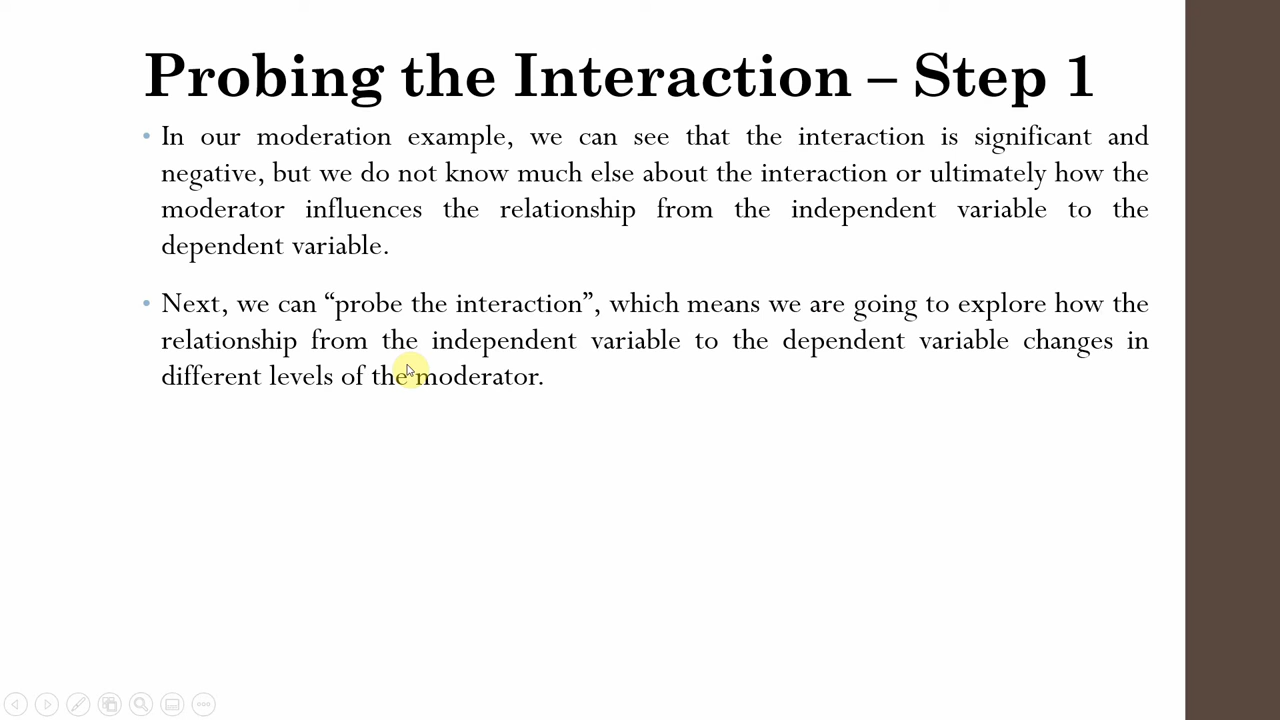 Probing the Interaction – Step 1
• In our moderation example, we can see that the interaction is significant and
negative, but we do not know much else about the interaction or ultimately how the
moderator influences the relationship from the independent variable to the
dependent variable.
• Next, we can “probe the interaction”, which means we are going to explore how the
relationship from the independent variable to the dependent variable changes in
different levels of the moderator.